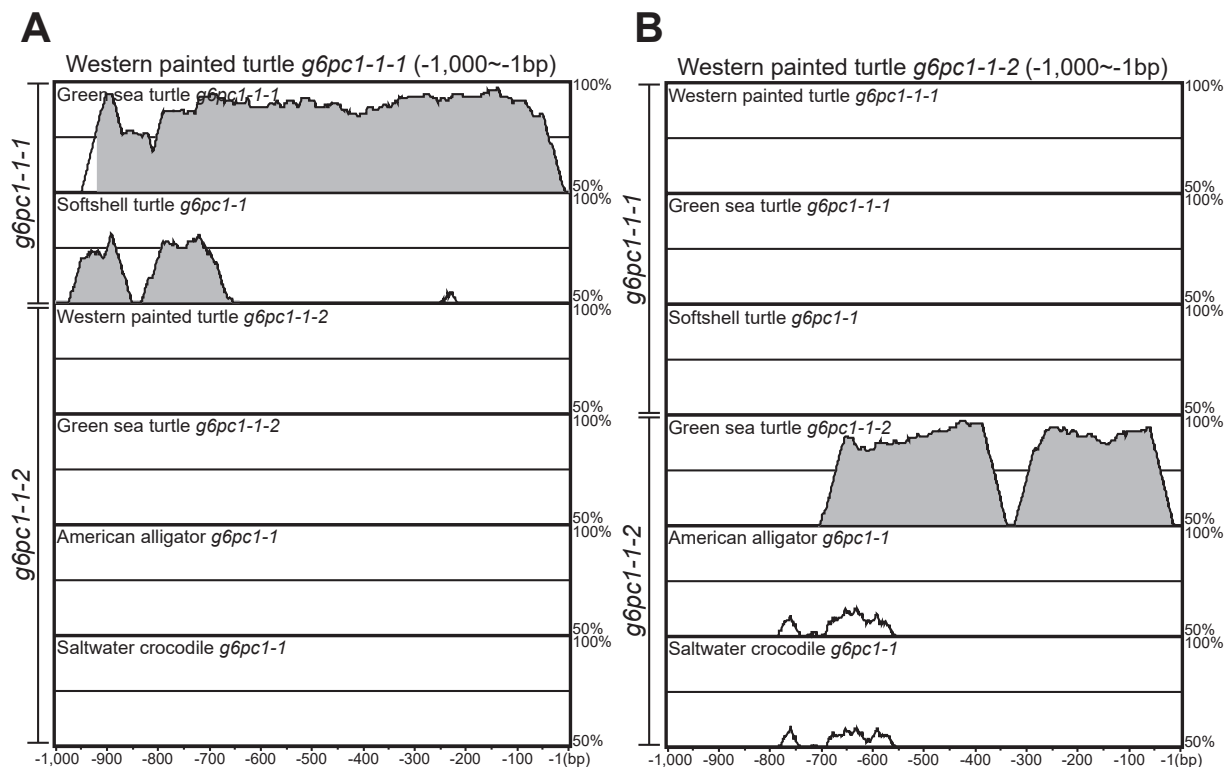 A
Western painted turtle g6pc1-1-1 (-1,000~-1bp)
g6pc1-1-1
Green sea turtle g6pc1-1-1
100%
50%
Softshell turtle g6pc1-1
100%
50%
g6pc1-1-2
Western painted turtle g6pc1-1-2
100%
50%
Green sea turtle g6pc1-1-2
100%
50%
American alligator g6pc1-1
100%
50%
Saltwater crocodile g6pc1-1
100%
50%
-1,000 -900 -800 -700 -600 -500 -400 -300 -200 -100 -1(bp)
B
Western painted turtle g6pc1-1-2 (-1,000~-1bp)
g6pc1-1-1
Western painted turtle g6pc1-1-1
100%
50%
Green sea turtle g6pc1-1-1
100%
50%
Softshell turtle g6pc1-1
100%
50%
g6pc1-1-2
Green sea turtle g6pc1-1-2
100%
50%
American alligator g6pc1-1
100%
50%
Saltwater crocodile g6pc1-1
100%
50%
-1,000 -900 -800 -700 -600 -500 -400 -300 -200 -100 -1(bp)